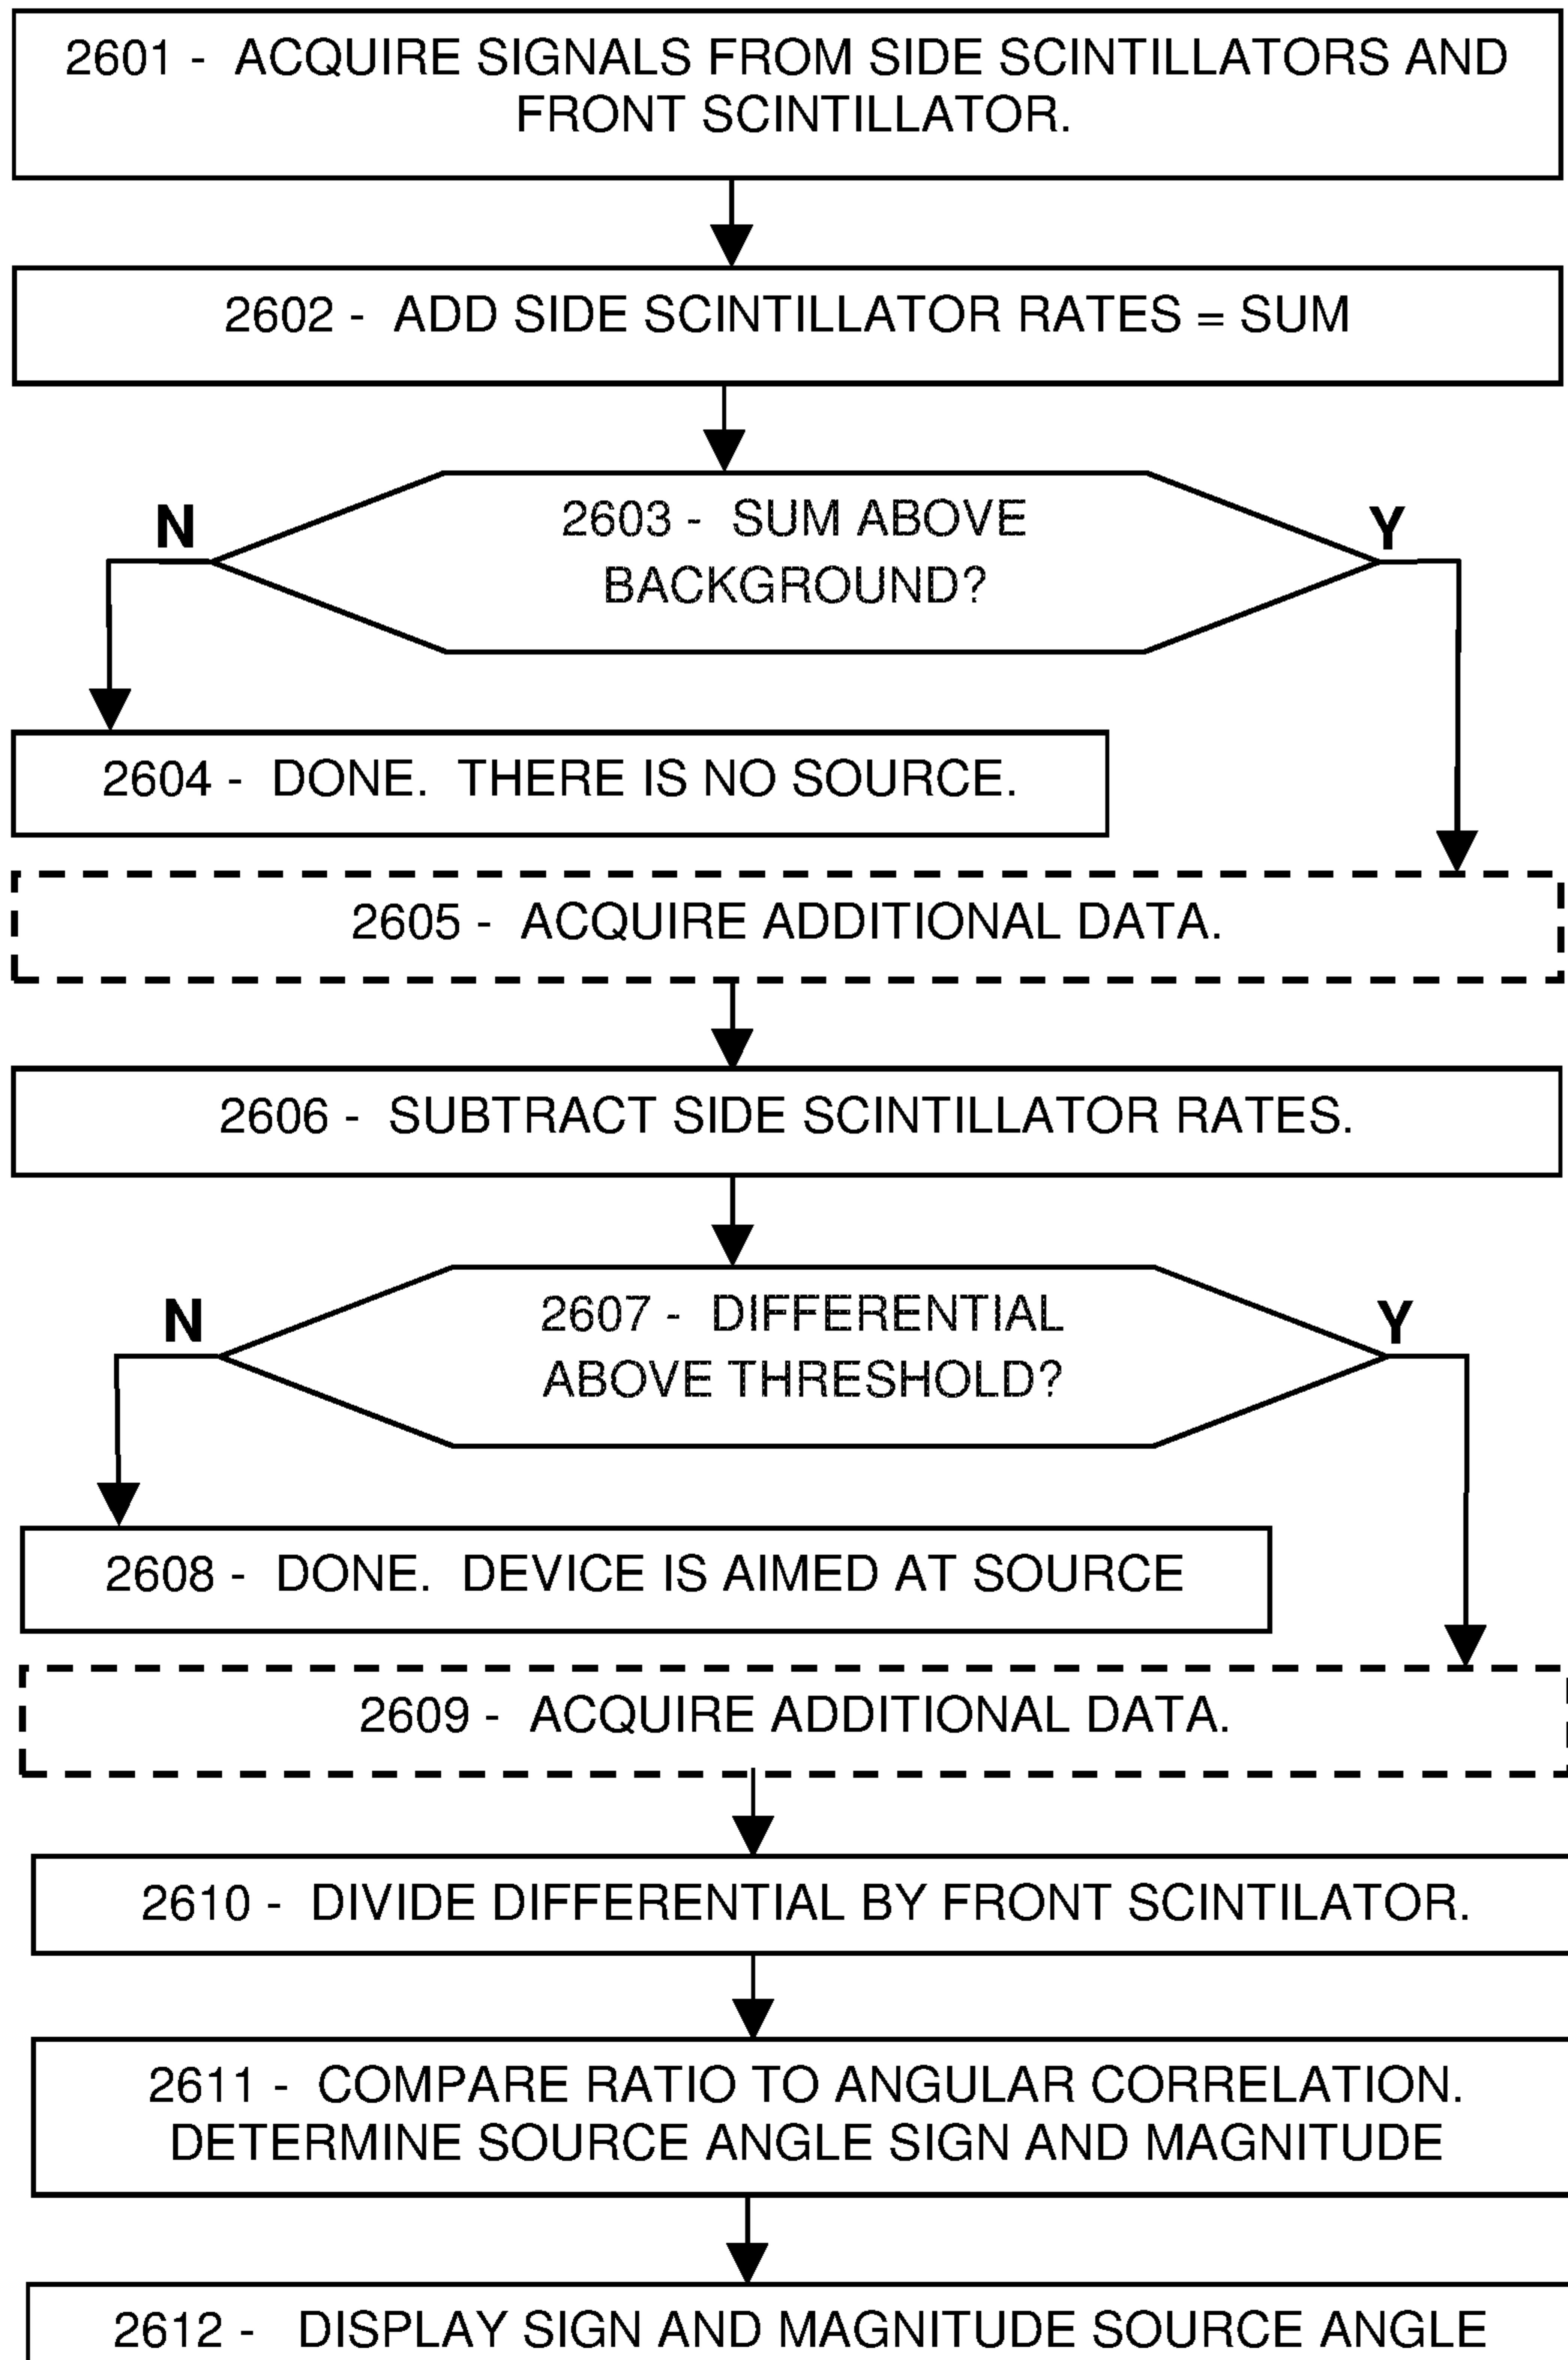 2601 - ACQUIRE SIGNALS FROM SIDE SCINTILLATORS AND
FRONT SCINTILLATOR.
2602 - ADD SIDE SCINTILLATOR RATES = SUM
2603 - SUM ABOVE
BACKGROUND?
N
Y
2604 - DONE. THERE IS NO SOURCE.
2605 - ACQUIRE ADDITIONAL DATA.
2606 - SUBTRACT SIDE SCINTILLATOR RATES.
2607 - DIFFERENTIAL
ABOVE THRESHOLD?
N
Y
2608 - DONE. DEVICE IS AIMED AT SOURCE
2609 - ACQUIRE ADDITIONAL DATA.
2610 - DIVIDE DIFFERENTIAL BY FRONT SCINTILATOR.
2611 - COMPARE RATIO TO ANGULAR CORRELATION.
DETERMINE SOURCE ANGLE SIGN AND MAGNITUDE
2612 - DISPLAY SIGN AND MAGNITUDE SOURCE ANGLE